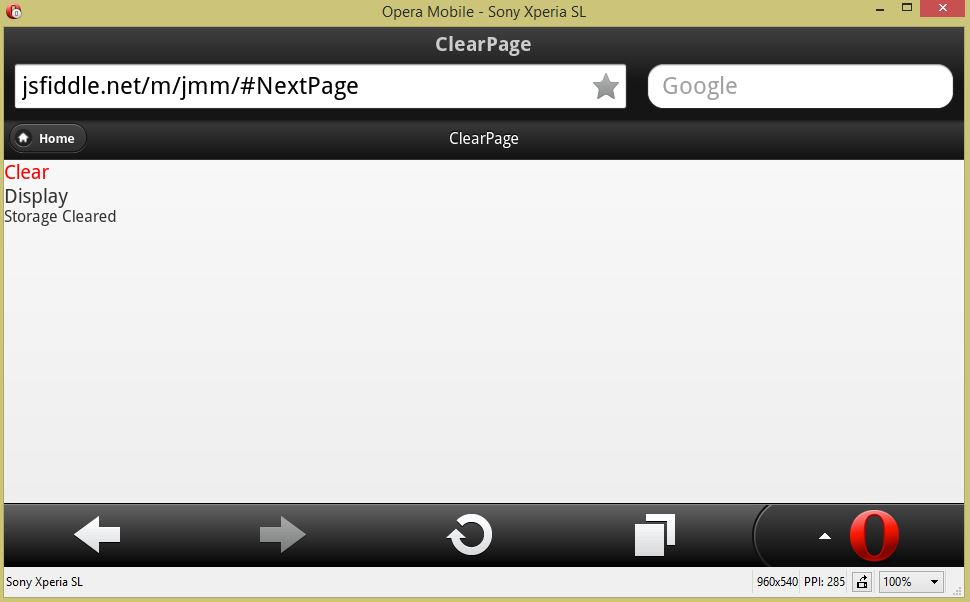 Opera Mobile - Sony Xperia SL
ClearPage
jsfiddle.net/m/jmm/#NextPage
Google
Home
ClearPage
Clear
Display
Storage Cleared
Sony Xperia SL
960x540 PPI: 285
100%